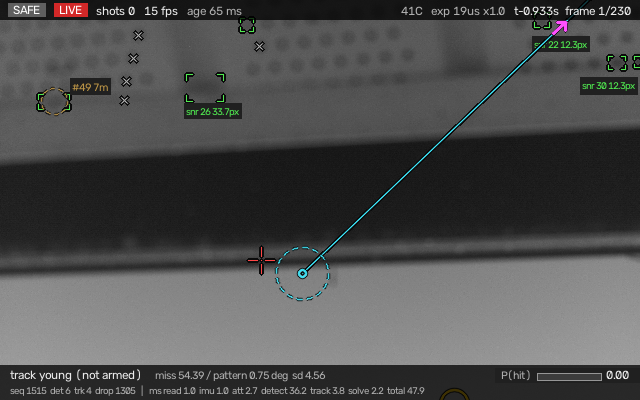 SAFE LIVE shots 0 15 fps age 65 ms 41C exp 19us x1.0 t-0.933s frame 1/230
snr 22 12.3px
#49 7m
snr 30 12.3px
snr 26 33.7px
track young (not armed) miss 54.39 / pattern 0.75 deg sd 4.56 P(hit) 0.00
seq 1515 det 6 trk 4 drop 1305 | ms read 1.0 imu 1.0 att 2.7 detect 36.2 track 3.8 solve 2.2 total 47.9